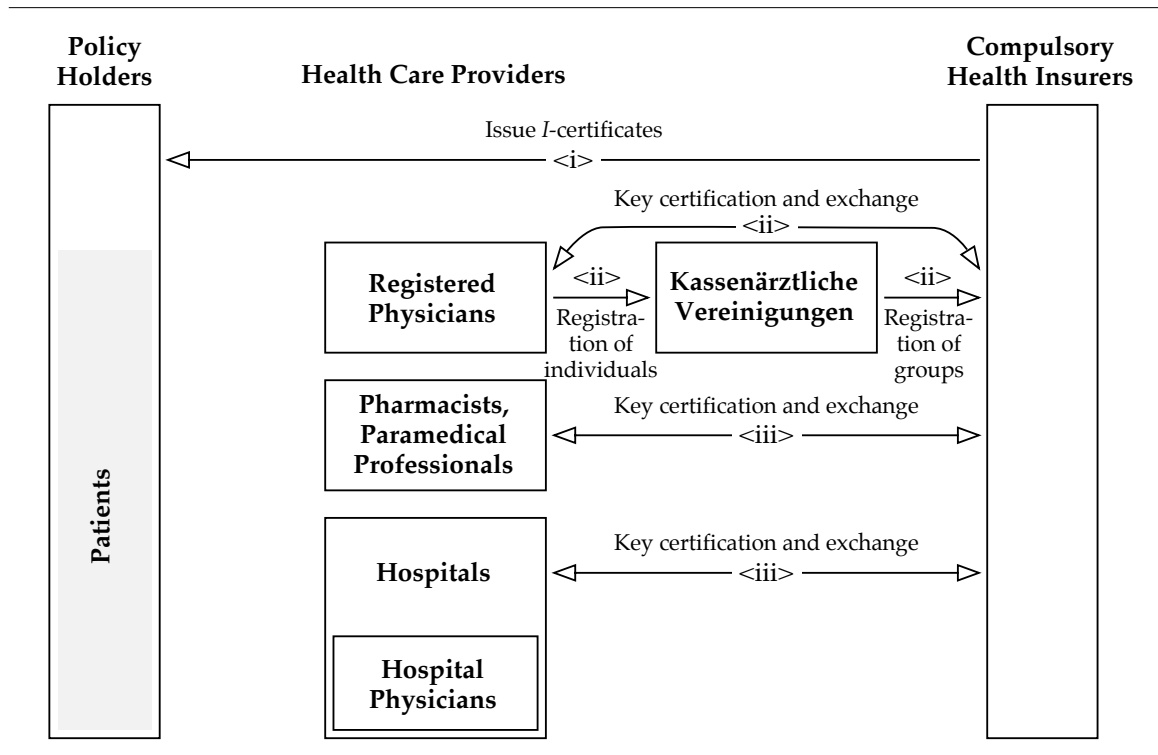 Policy
Holders
Health Care Providers
Compulsory
Health Insurers
Issue I-certificates
<i>
Key certification and exchange
<ii>
Registered
Physicians
<ii>
Registra-
tion of
individuals
Kassenärztliche
Vereinigungen
<ii>
Registra-
tion of
groups
Pharmacists,
Paramedical
Professionals
Key certification and exchange
<iii>
Patients
Hospitals
Key certification and exchange
<iii>
Hospital
Physicians